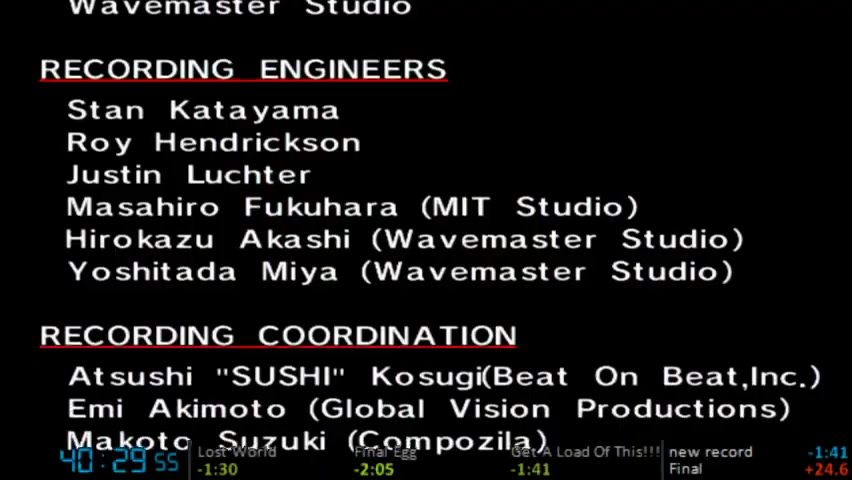 Wavemaster Studio
RECORDING ENGINEERS
Stan Katayama
Roy Hendrickson
Justin Luchter
Masahiro Fukuhara (MIT Studio)
Hirokazu Akashi (Wavemaster Studio)
Yoshitada Miya (Wavemaster Studio)
RECORDING COORDINATION
Atsushi "SUSHI" Kosugi(Beat On Beat,Inc.)
Emi Akimoto (Global Vision Productions)
Makoto Suzuki (Compozila)
40:29 55
Lost World
-1:30
Final Egg
-2:05
Get A Load Of This!!!
-1:41
new record -1:41
Final +24.6